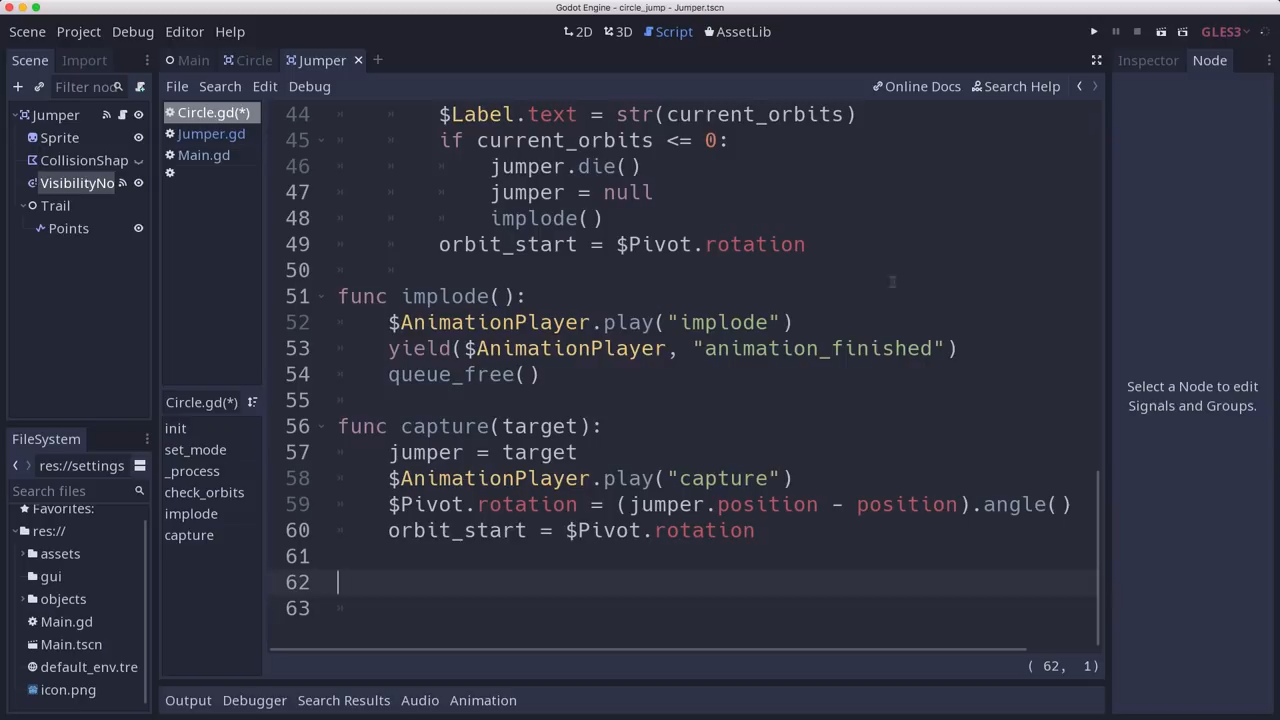 Godot Engine - circle_jump - Jumper.tscn
Scene Project Debug Editor Help
2D 3D Script AssetLib
GLES3
Scene Import
Main Circle Jumper
Inspector Node
Filter nod
File Search Edit Debug
Online Docs Search Help
Jumper
Sprite
CollisionShap
VisibilityNo
Trail
Points
Circle.gd(*)
Jumper.gd
Main.gd
Circle.gd(*)
init
set_mode
_process
check_orbits
implode
capture
44 $Label.text = str(current_orbits)
45 if current_orbits <= 0:
46 jumper.die()
47 jumper = null
48 implode()
49 orbit_start = $Pivot.rotation
50
51 func implode():
52 $AnimationPlayer.play("implode")
53 yield($AnimationPlayer, "animation_finished")
54 queue_free()
55
56 func capture(target):
57 jumper = target
58 $AnimationPlayer.play("capture")
59 $Pivot.rotation = (jumper.position - position).angle()
60 orbit_start = $Pivot.rotation
61
62
63
( 62, 1)
Select a Node to edit
Signals and Groups.
FileSystem
res://settings
Search files
Favorites:
res://
assets
gui
objects
Main.gd
Main.tscn
default_env.tre
icon.png
Output Debugger Search Results Audio Animation